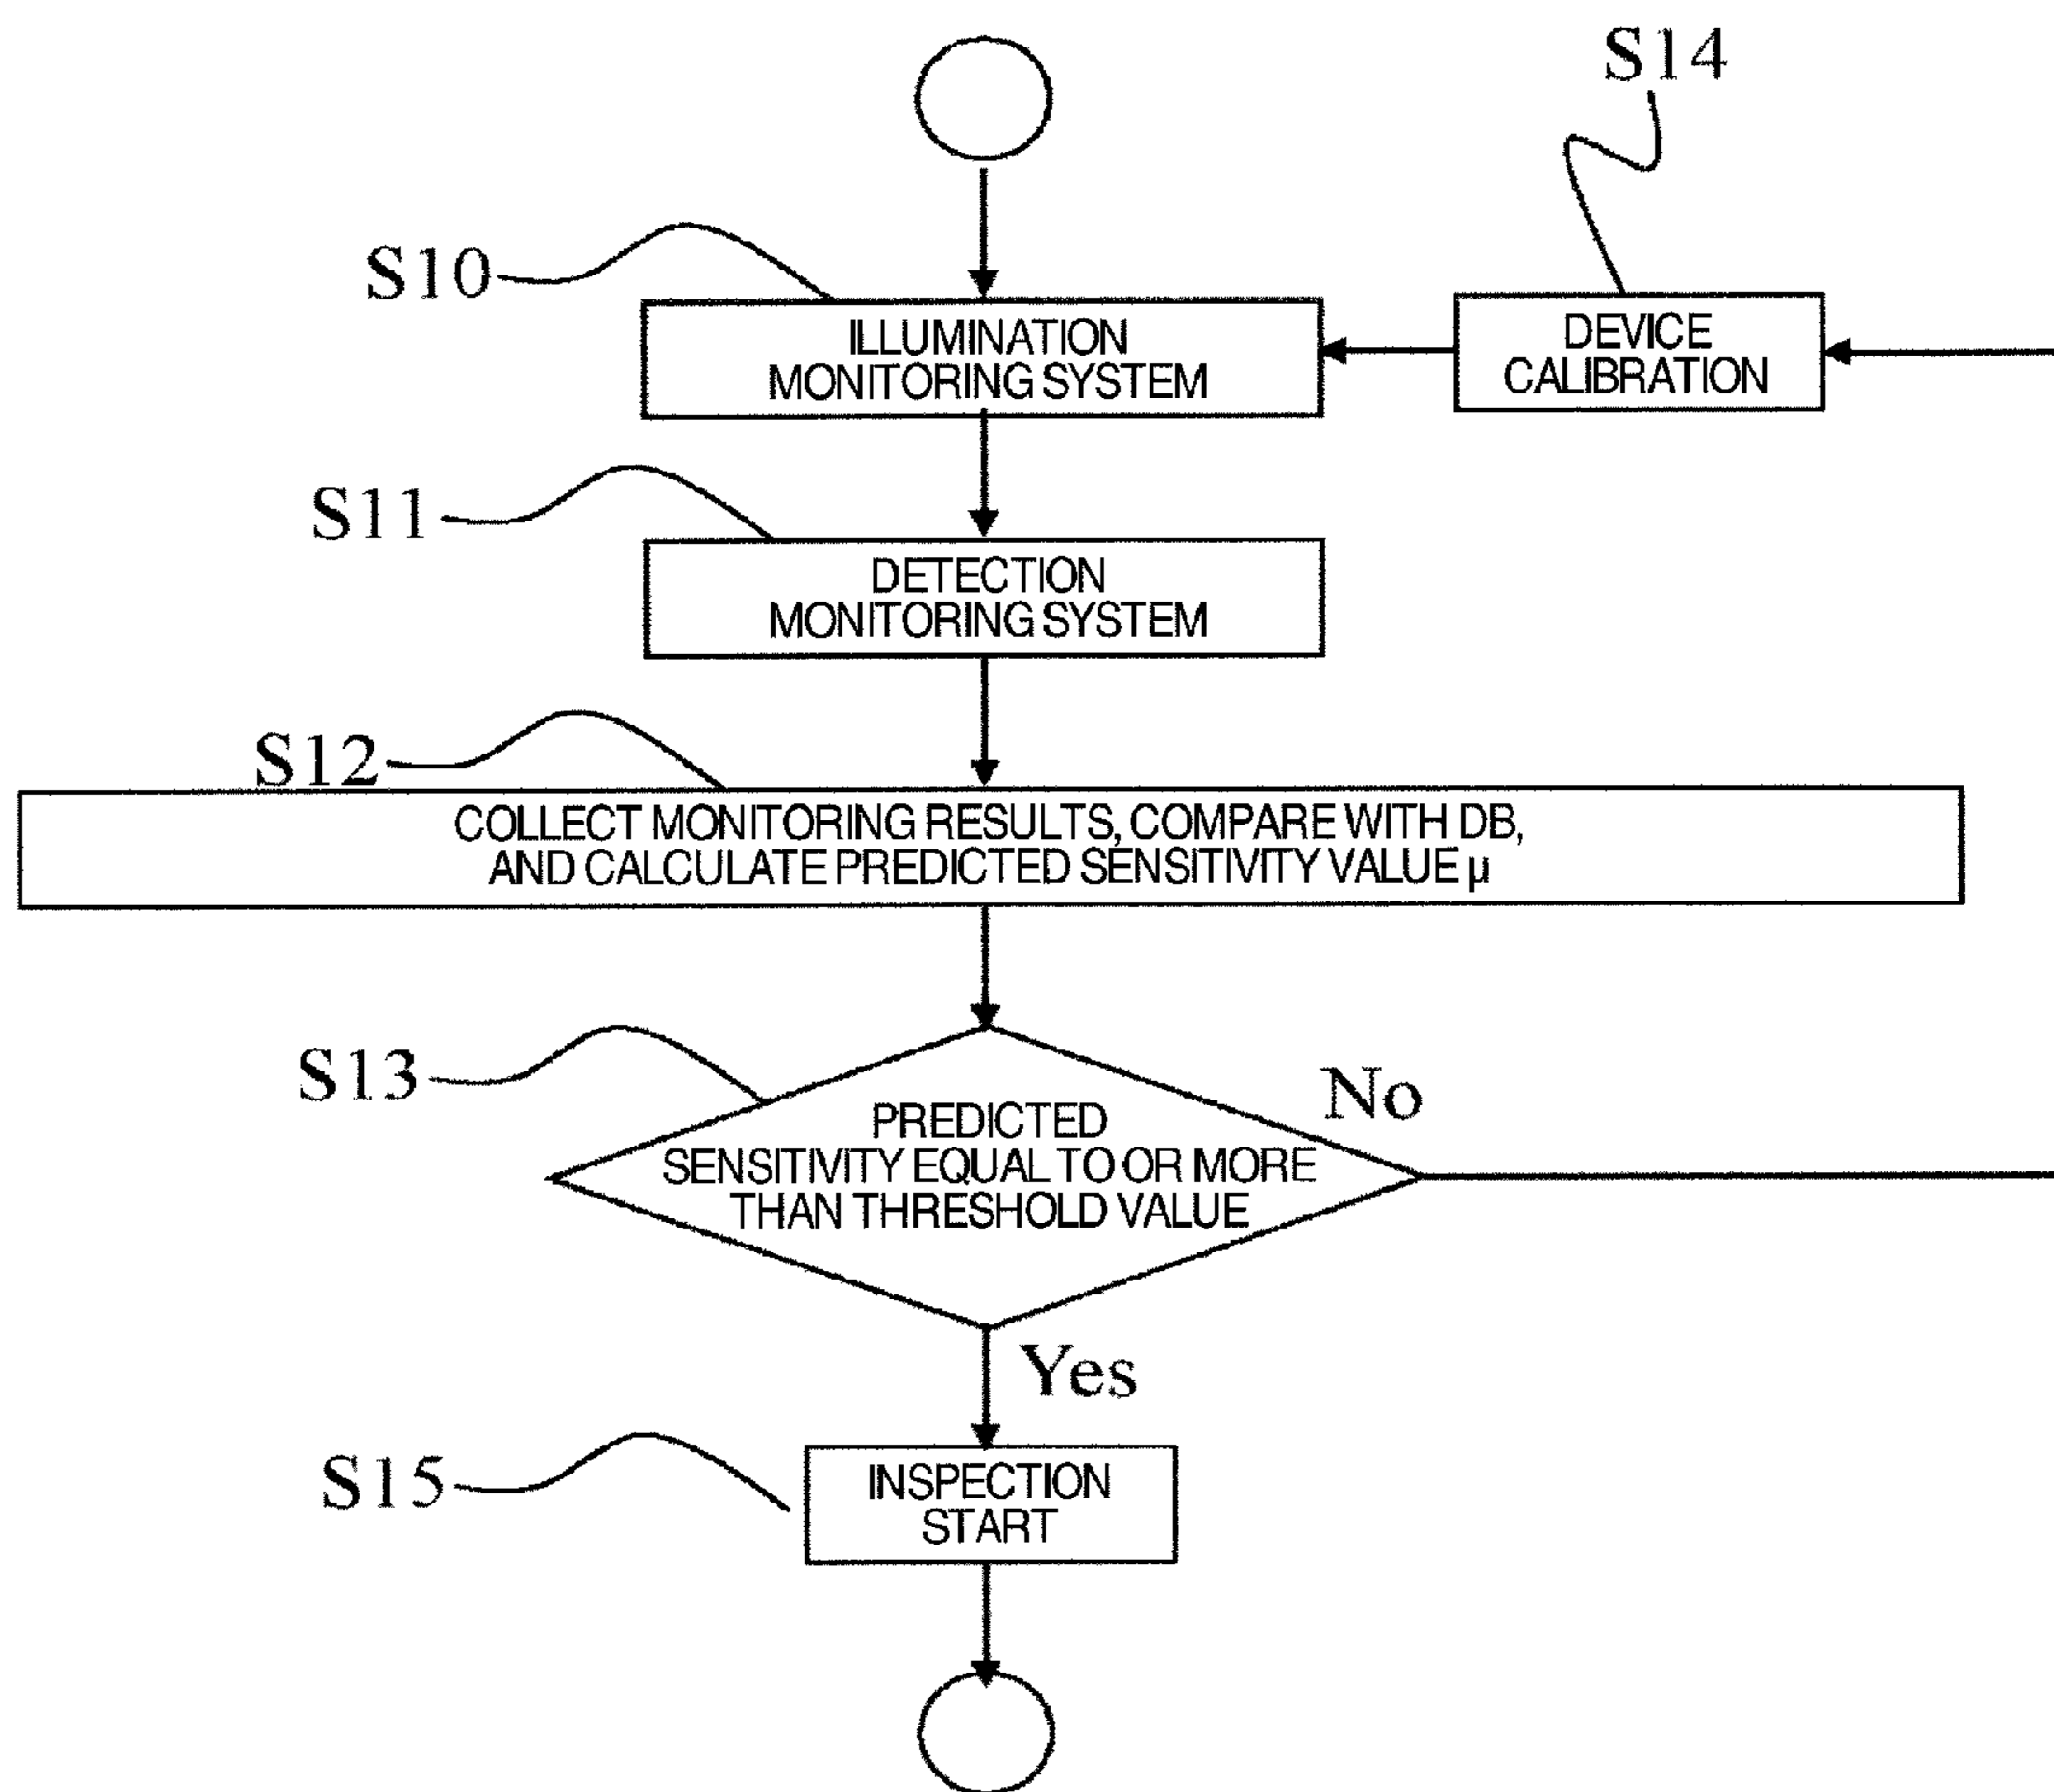 S14
S10
ILLUMINATION
MONITORING SYSTEM
DEVICE
CALIBRATION
S11
DETECTION
MONITORING SYSTEM
S12
COLLECT MONITORING RESULTS, COMPARE WITH DB,
AND CALCULATE PREDICTED SENSITIVITY VALUE μ
S13
PREDICTED
SENSITIVITY EQUAL TO OR MORE
THAN THRESHOLD VALUE
No
Yes
S15
INSPECTION
START